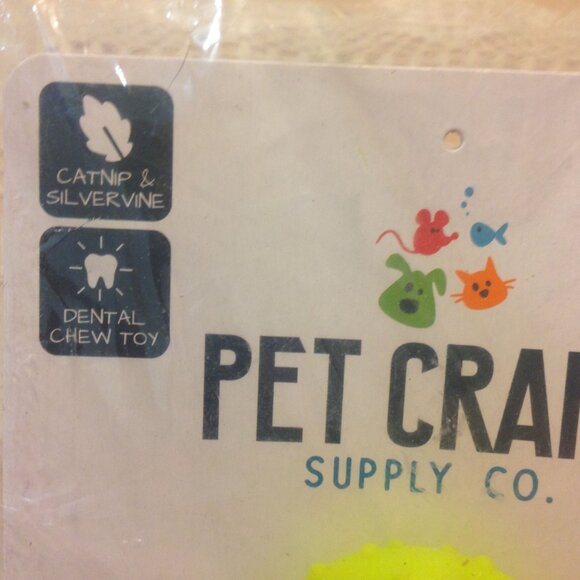 CATNIP &
SILVERVINE
DENTAL
CHEW TOY
PET
SUPPLY CO.